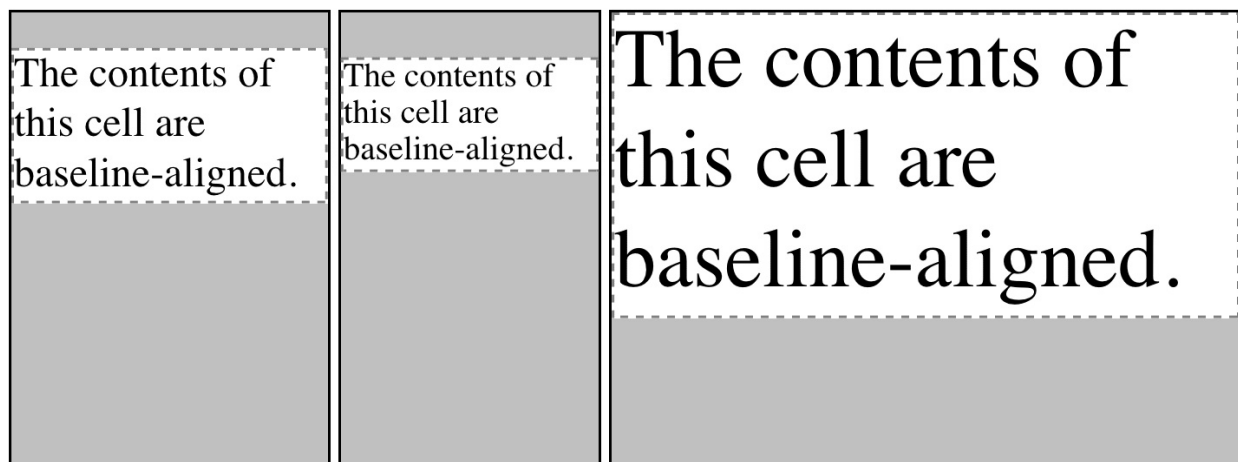 The contents of
this cell are
baseline-aligned.
The contents of
this cell are
baseline-aligned.
The contents of
this cell are
baseline-aligned.